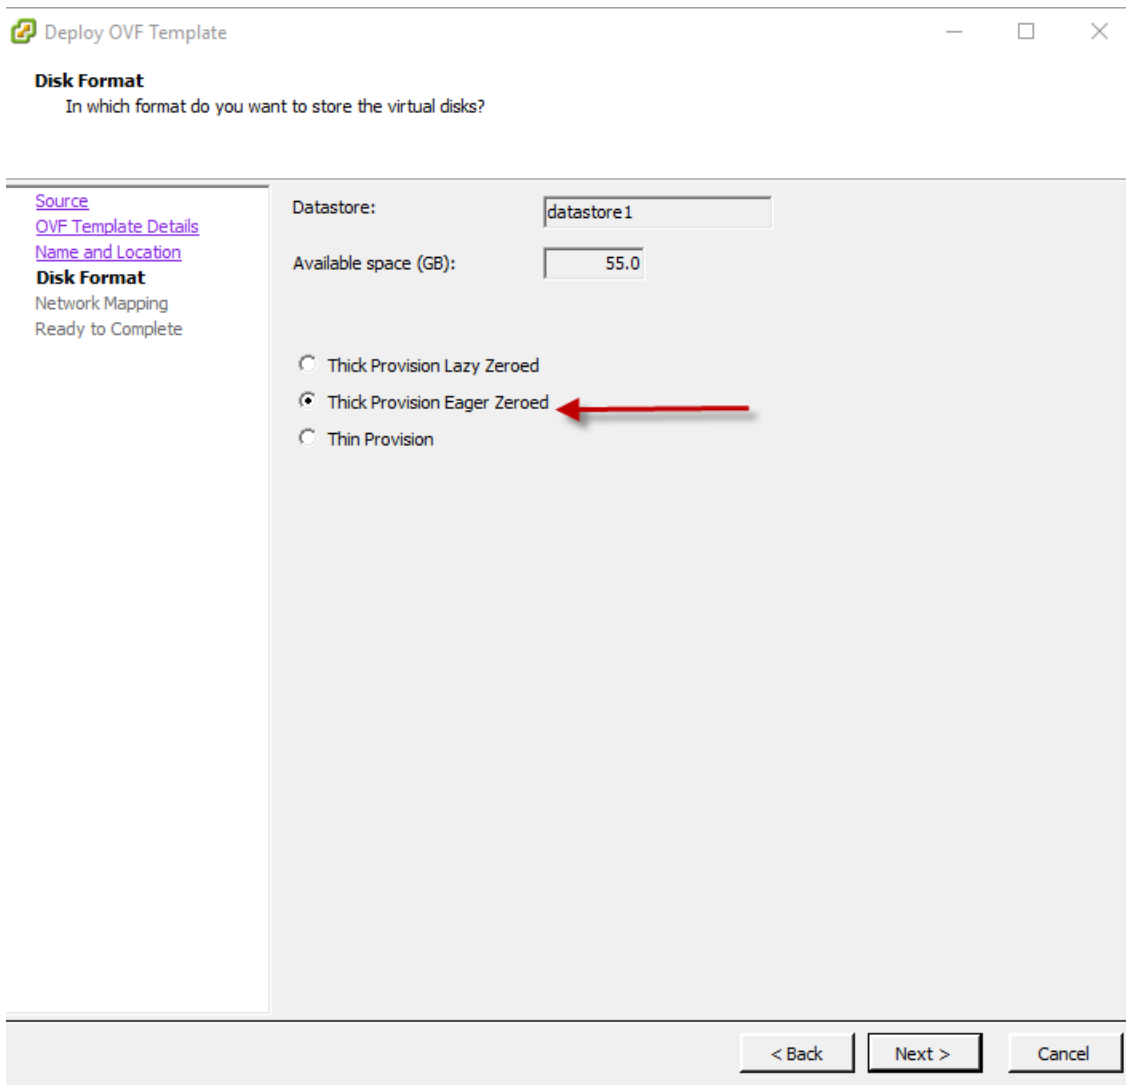 Deploy OVF Template
Disk Format
In which format do you want to store the virtual disks?
Source
OVF Template Details
Name and Location
Disk Format
Network Mapping
Ready to Complete
Datastore:
datastore1
Available space (GB):
55.0
Thick Provision Lazy Zeroed
Thick Provision Eager Zeroed
Thin Provision
< Back
Next >
Cancel